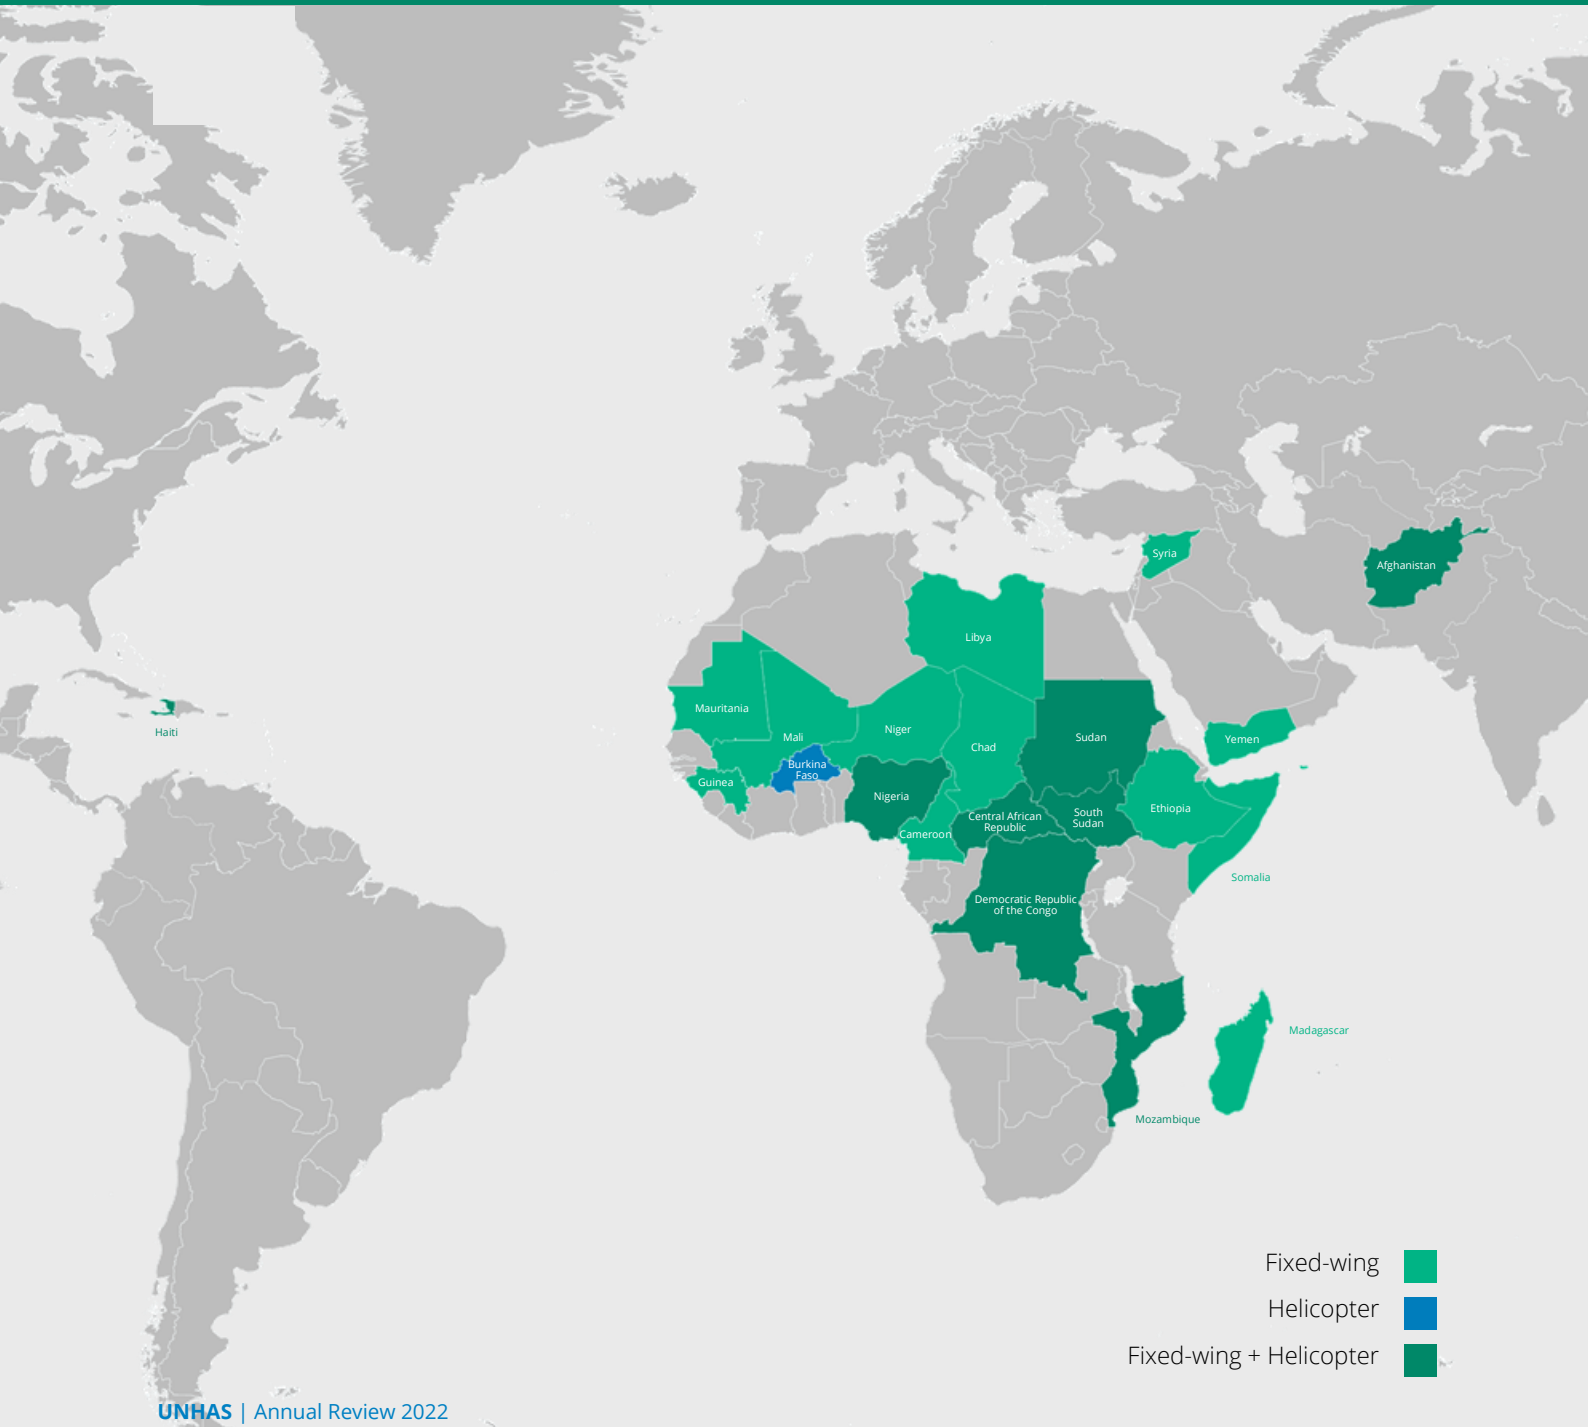 Syria
Afghanistan
Libya
Mauritania
Mali
Niger
Chad
Sudan
Yemen
Haiti
Burkina
Faso
Guinea
Nigeria
Ethiopia
Central African
Republic
South
Sudan
Cameroon
Somalia
Democratic Republic
of the Congo
Madagascar
Mozambique
Fixed-wing
Helicopter
Fixed-wing + Helicopter
UNHAS | Annual Review 2022